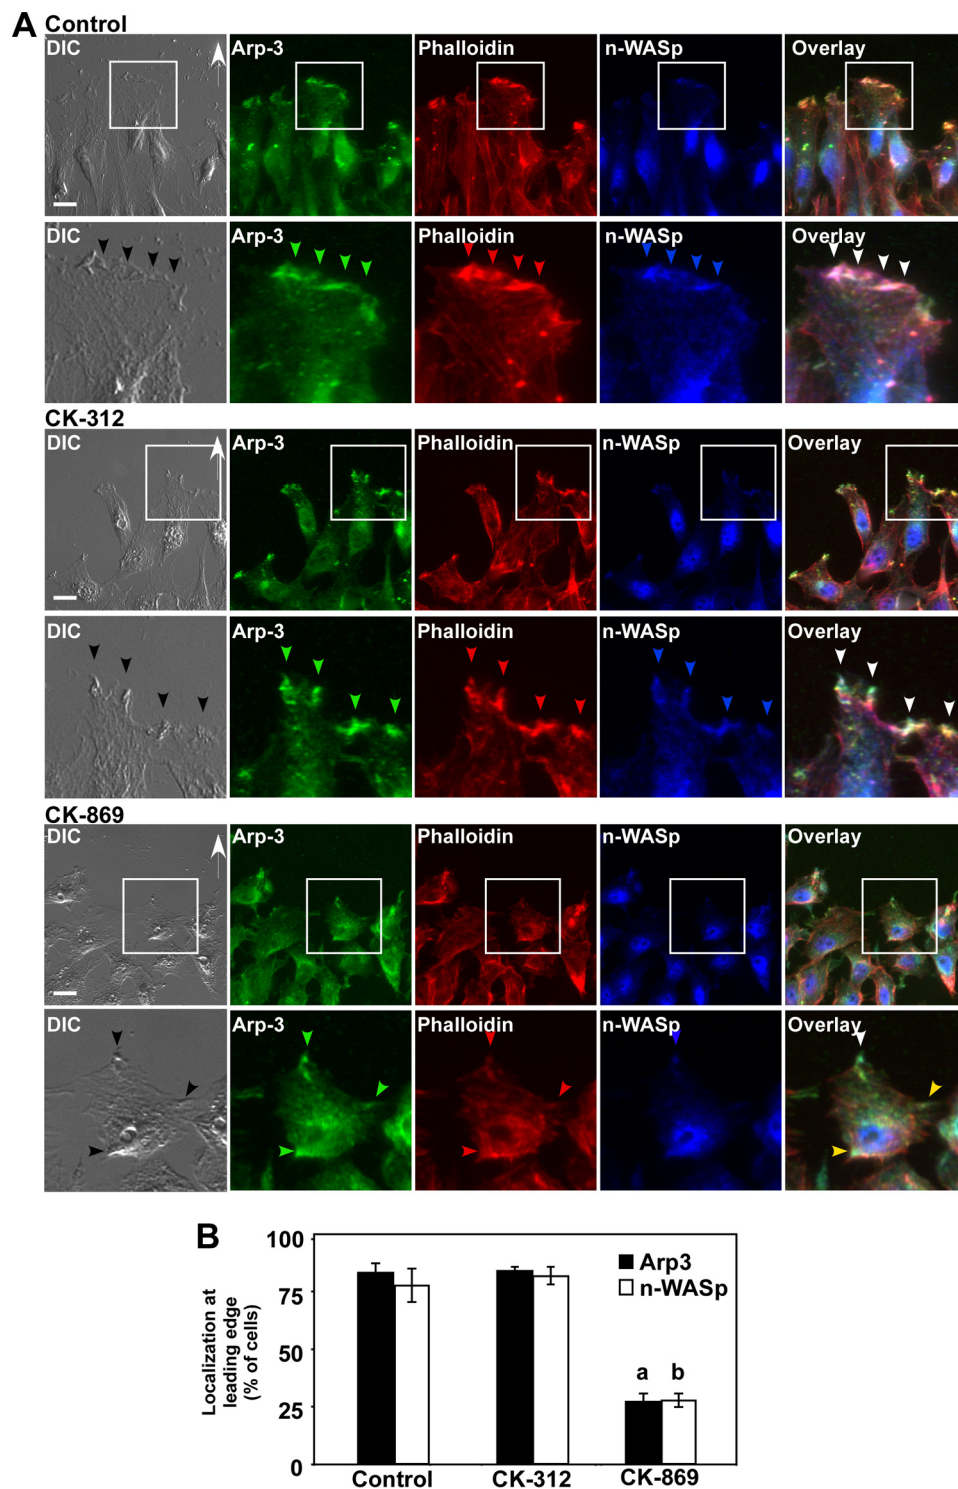 A
Control
DIC Arp-3 Phalloidin n-WASp Overlay
DIC Arp-3 Phalloidin n-WASp Overlay
CK-312
DIC Arp-3 Phalloidin n-WASp Overlay
DIC Arp-3 Phalloidin n-WASp Overlay
CK-869
DIC Arp-3 Phalloidin n-WASp Overlay
DIC Arp-3 Phalloidin n-WASp Overlay
B
Localization at
leading edge
(% of cells)
100
75
50
25
0
Arp3
n-WASp
a b
Control CK-312 CK-869